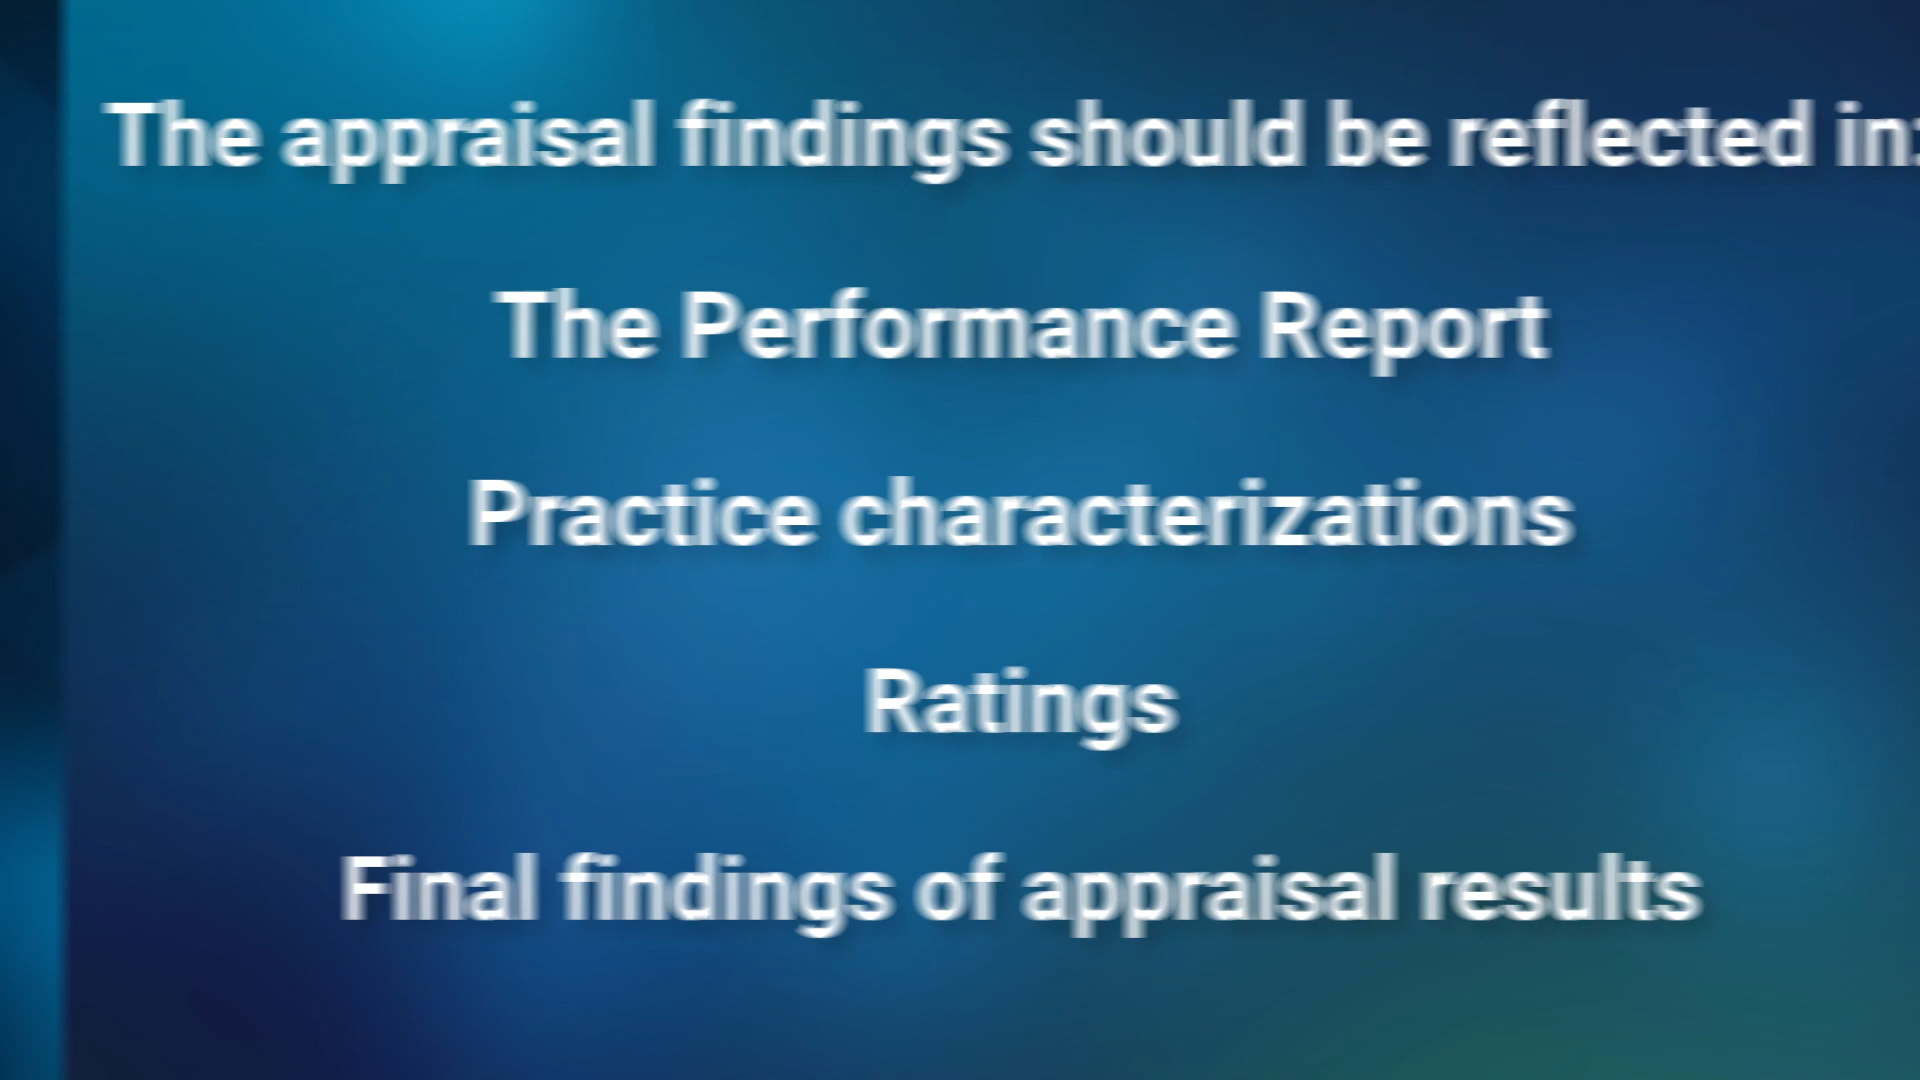 The appraisal findings should be reflected in:
The Performance Report
Practice characterizations
Ratings
Final findings of appraisal results